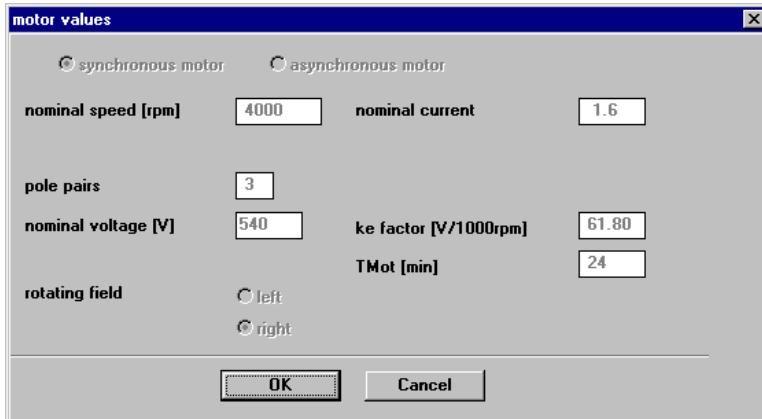 motor values
synchronous motor asynchronous motor
nominal speed [rpm] 4000 nominal current 1.6
pole pairs 3
nominal voltage [V] 540 ke factor [V/1000rpm] 61.80
TMot [min] 24
rotating field left
right
OK Cancel